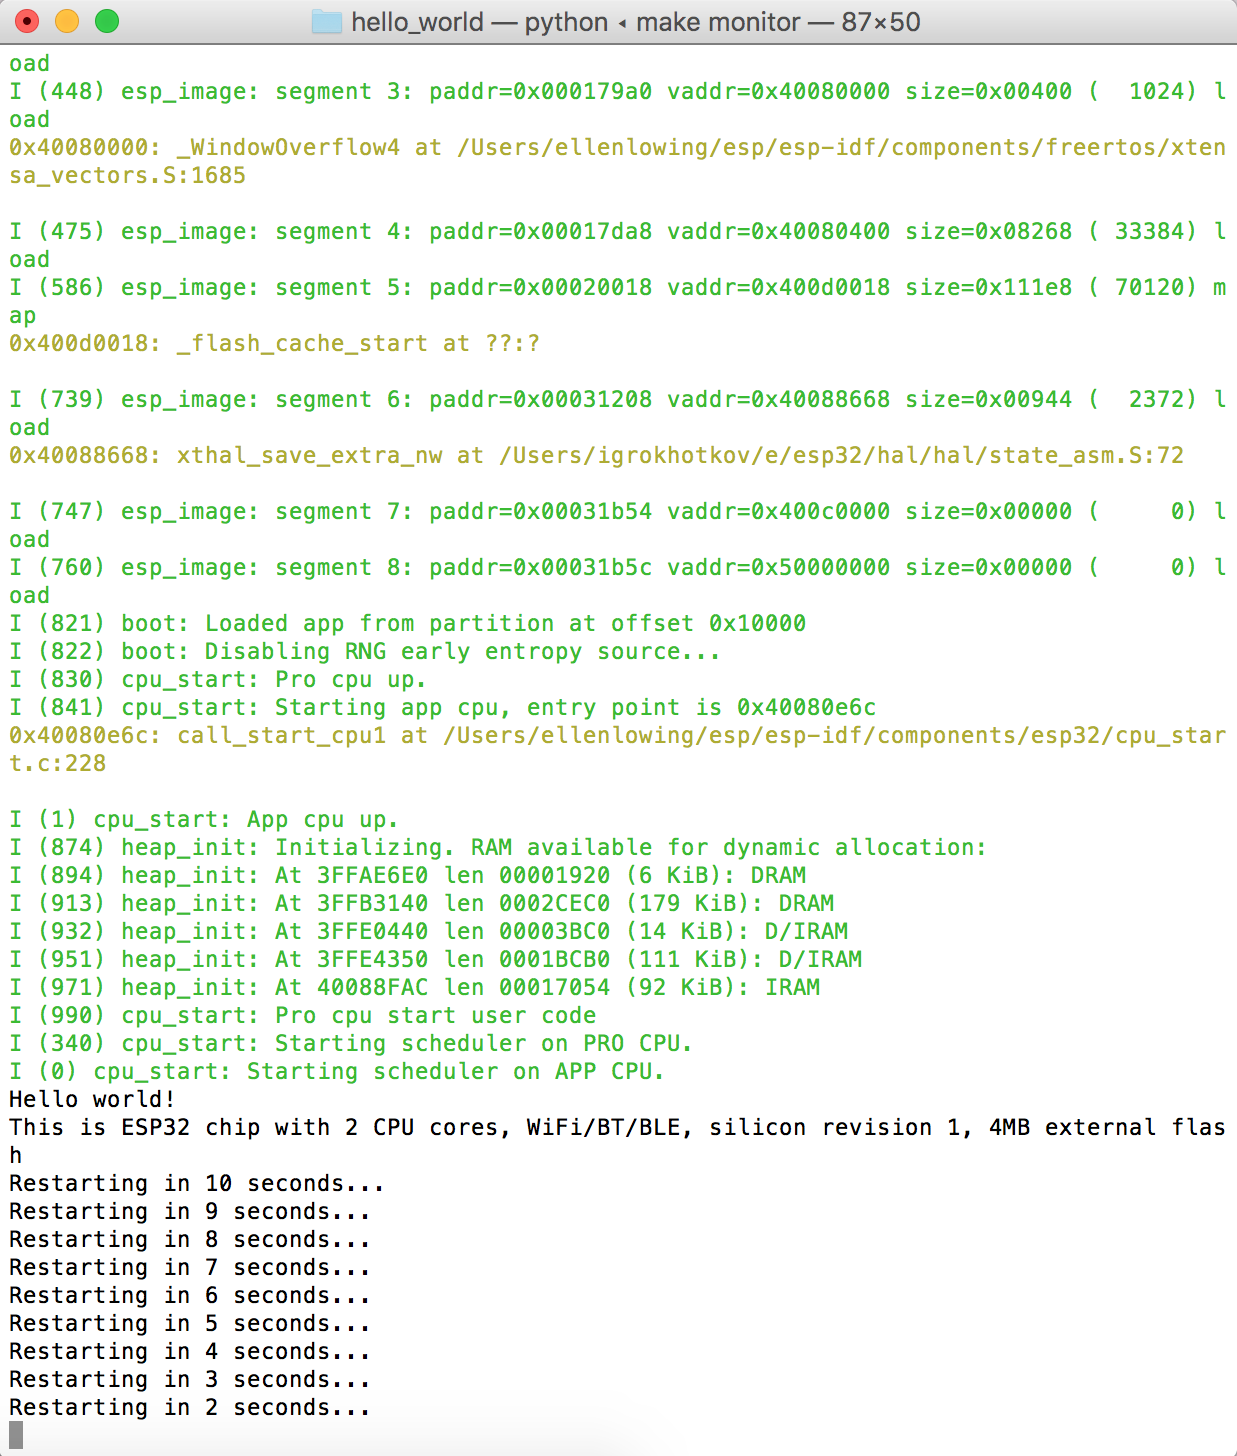 hello_world — python ◂ make monitor — 87×50
oad
I (448) esp_image: segment 3: paddr=0x000179a0 vaddr=0x40080000 size=0x00400 (  1024) l
oad
0x40080000: _WindowOverflow4 at /Users/ellenlowing/esp/esp-idf/components/freertos/xten
sa_vectors.S:1685

I (475) esp_image: segment 4: paddr=0x00017da8 vaddr=0x40080400 size=0x08268 ( 33384) l
oad
I (586) esp_image: segment 5: paddr=0x00020018 vaddr=0x400d0018 size=0x111e8 ( 70120) m
ap
0x400d0018: _flash_cache_start at ??:?

I (739) esp_image: segment 6: paddr=0x00031208 vaddr=0x40088668 size=0x00944 (  2372) l
oad
0x40088668: xthal_save_extra_nw at /Users/igrokhotkov/e/esp32/hal/hal/state_asm.S:72

I (747) esp_image: segment 7: paddr=0x00031b54 vaddr=0x400c0000 size=0x00000 (     0) l
oad
I (760) esp_image: segment 8: paddr=0x00031b5c vaddr=0x50000000 size=0x00000 (     0) l
oad
I (821) boot: Loaded app from partition at offset 0x10000
I (822) boot: Disabling RNG early entropy source...
I (830) cpu_start: Pro cpu up.
I (841) cpu_start: Starting app cpu, entry point is 0x40080e6c
0x40080e6c: call_start_cpu1 at /Users/ellenlowing/esp/esp-idf/components/esp32/cpu_star
t.c:228

I (1) cpu_start: App cpu up.
I (874) heap_init: Initializing. RAM available for dynamic allocation:
I (894) heap_init: At 3FFAE6E0 len 00001920 (6 KiB): DRAM
I (913) heap_init: At 3FFB3140 len 0002CEC0 (179 KiB): DRAM
I (932) heap_init: At 3FFE0440 len 00003BC0 (14 KiB): D/IRAM
I (951) heap_init: At 3FFE4350 len 0001BCB0 (111 KiB): D/IRAM
I (971) heap_init: At 40088FAC len 00017054 (92 KiB): IRAM
I (990) cpu_start: Pro cpu start user code
I (340) cpu_start: Starting scheduler on PRO CPU.
I (0) cpu_start: Starting scheduler on APP CPU.
Hello world!
This is ESP32 chip with 2 CPU cores, WiFi/BT/BLE, silicon revision 1, 4MB external flas
h
Restarting in 10 seconds...
Restarting in 9 seconds...
Restarting in 8 seconds...
Restarting in 7 seconds...
Restarting in 6 seconds...
Restarting in 5 seconds...
Restarting in 4 seconds...
Restarting in 3 seconds...
Restarting in 2 seconds...